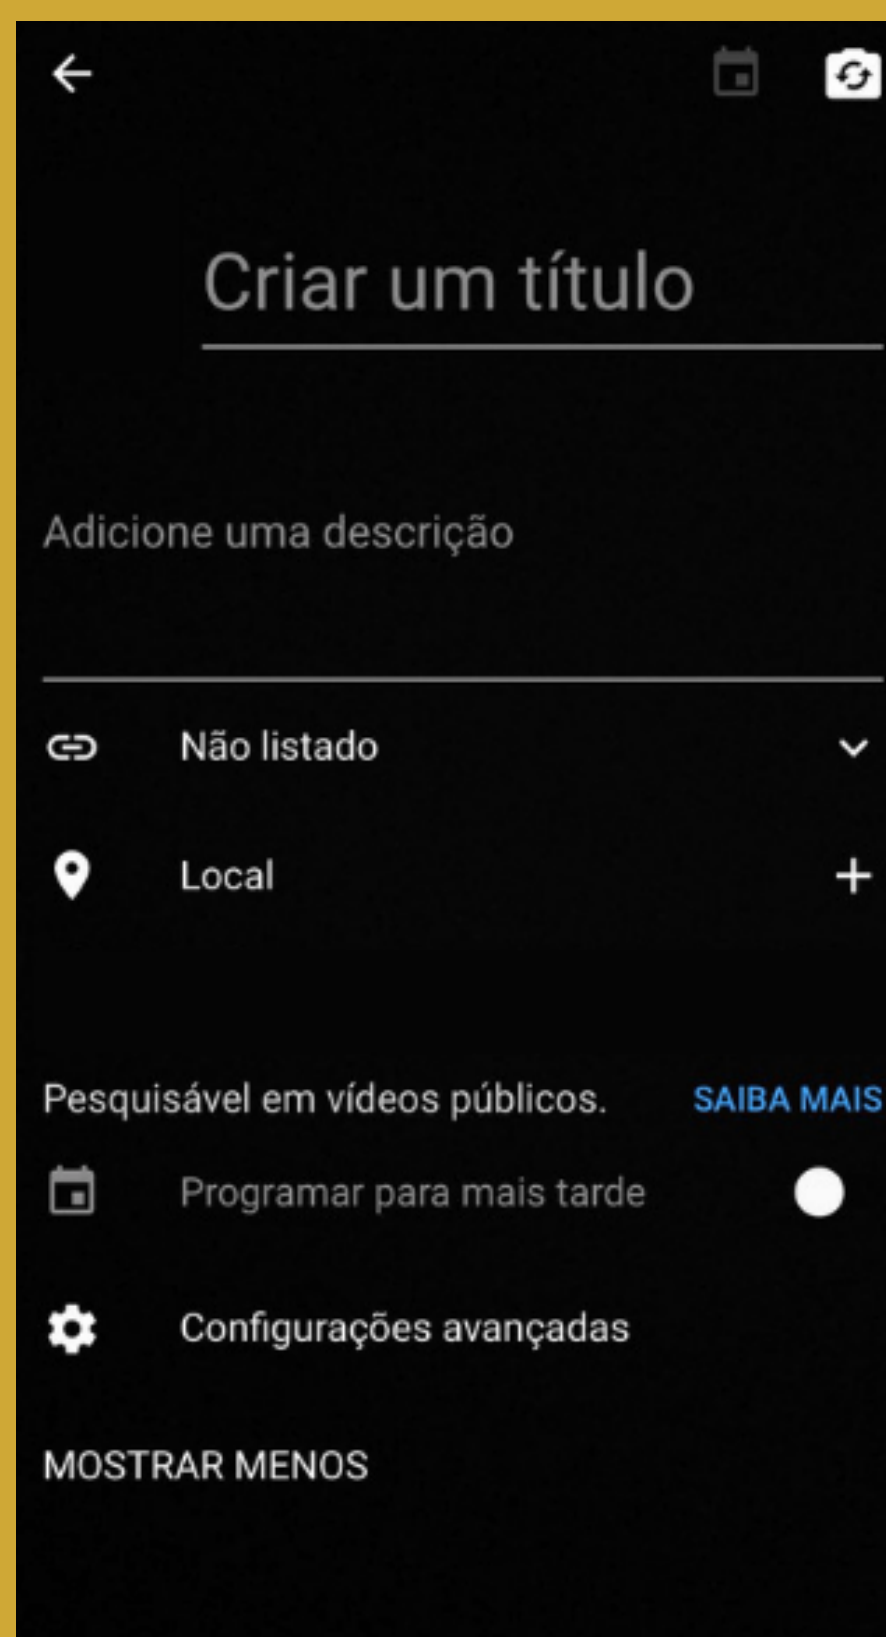 Criar um título
Adicione uma descrição
Não listado
Local
Pesquisável em vídeos públicos. SAIBA MAIS
Programar para mais tarde
Configurações avançadas
MOSTRAR MENOS